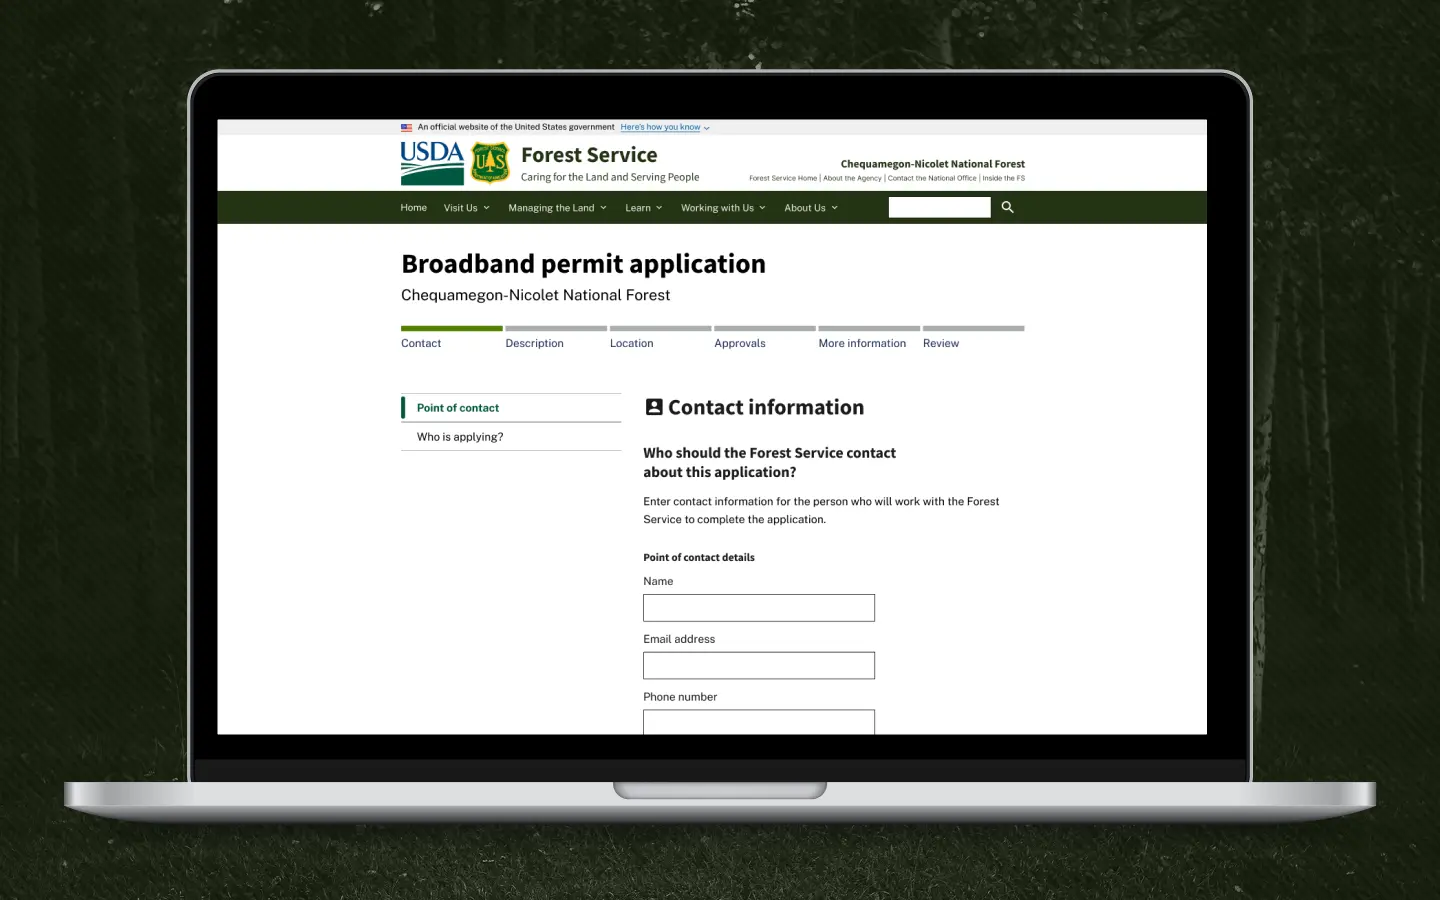 An official website of the United States government Here's how you know
USDA
FOREST SERVICE
U S
Forest Service
Caring for the Land and Serving People
Chequamegon-Nicolet National Forest
Forest Service Home | About the Agency | Contact the National Office | Inside the FS
Home Visit Us Managing the Land Learn Working with Us About Us
Broadband permit application
Chequamegon-Nicolet National Forest
Contact Description Location Approvals More information Review
Point of contact
Who is applying?
Contact information
Who should the Forest Service contact
about this application?
Enter contact information for the person who will work with the Forest
Service to complete the application.
Point of contact details
Name
Email address
Phone number